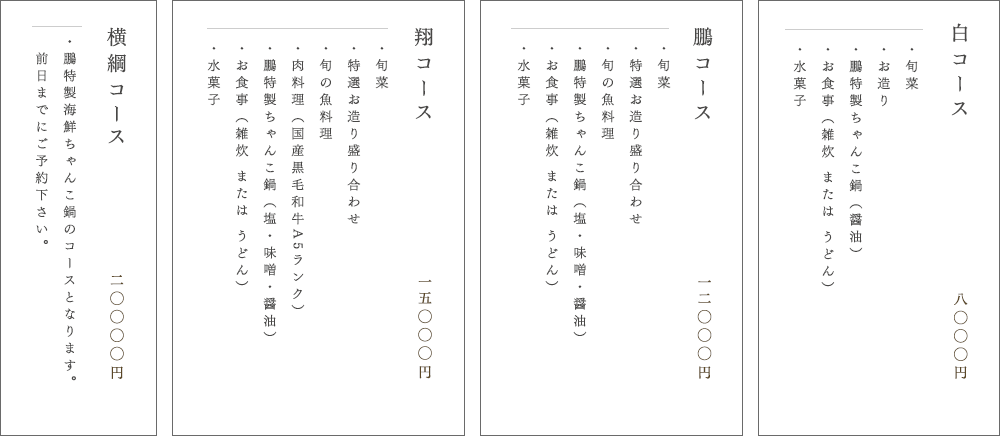 白コース
八〇〇〇円
・旬菜
・お造り
・鵬特製ちゃんこ鍋(醤油)
・お食事(雑炊 または うどん)
・水菓子
鵬コース
一二〇〇〇円
・旬菜
・特選お造り盛り合わせ
・旬の魚料理
・鵬特製ちゃんこ鍋(塩・味噌・醤油)
・お食事(雑炊 または うどん)
・水菓子
翔コース
一五〇〇〇円
・旬菜
・特選お造り盛り合わせ
・旬の魚料理
・肉料理(国産黒毛和牛A5ランク)
・鵬特製ちゃんこ鍋(塩・味噌・醤油)
・お食事(雑炊 または うどん)
・水菓子
横綱コース
二〇〇〇〇円
・鵬特製海鮮ちゃんこ鍋のコースとなります。
前日までにご予約下さい。